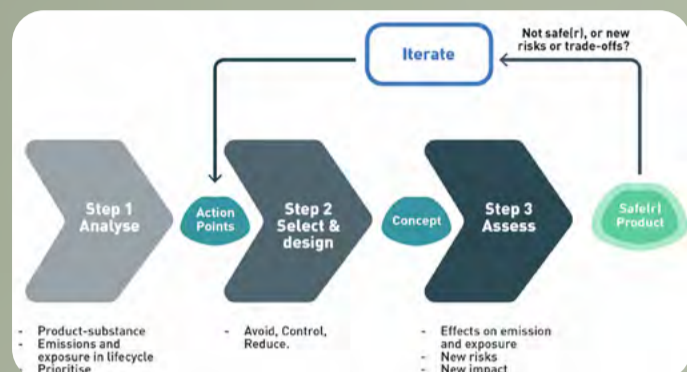 Not safe(r), or new
risks or trade-offs?
Iterate
Step 1
Analyse
Action
Points
Step 2
Select &
design
Concept
Step 3
Assess
Safe(r)
Product
- Product-substance
- Emissions and
exposure in lifecycle
- Prioritise
- Avoid, Control,
Reduce.
- Effects on emission
and exposure
- New risks
- New impact